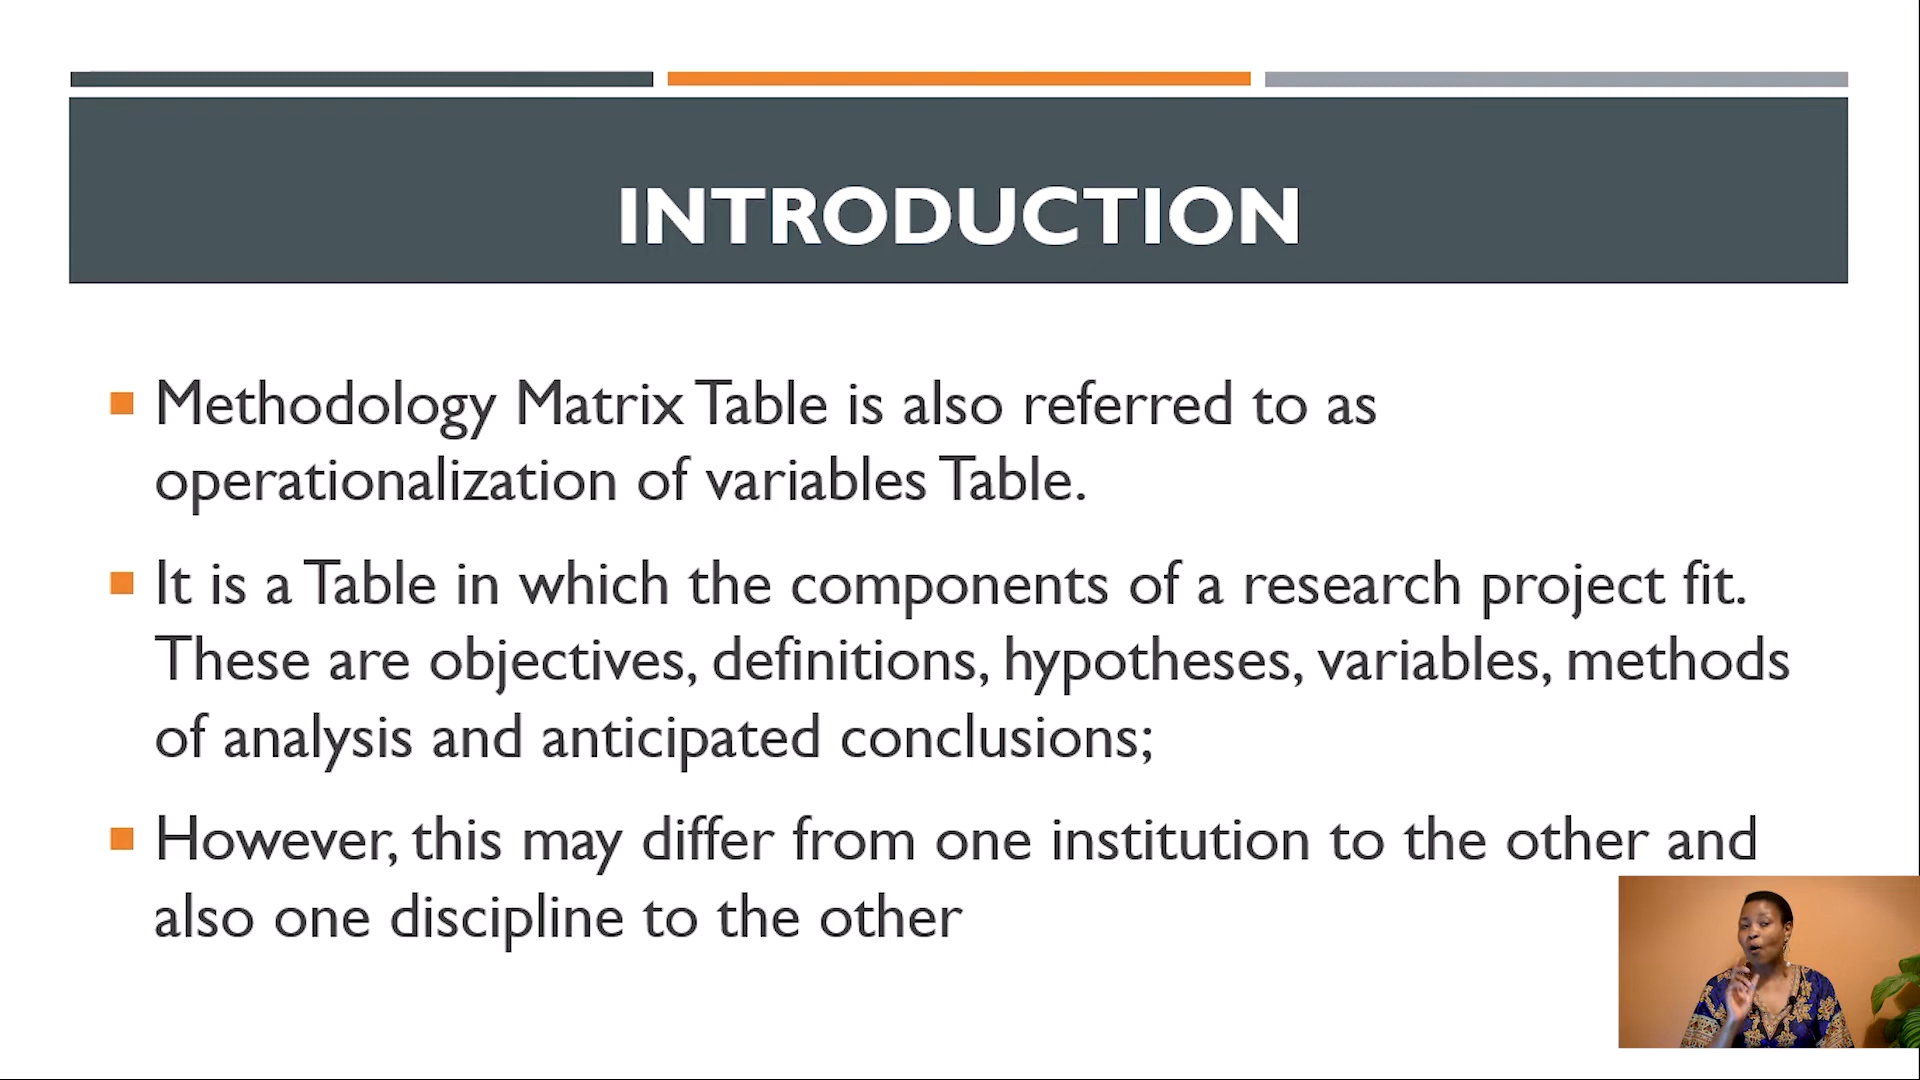 INTRODUCTION
Methodology Matrix Table is also referred to as
operationalization of variables Table.
It is a Table in which the components of a research project fit.
These are objectives, definitions, hypotheses, variables, methods
of analysis and anticipated conclusions;
However, this may differ from one institution to the other and
also one discipline to the other